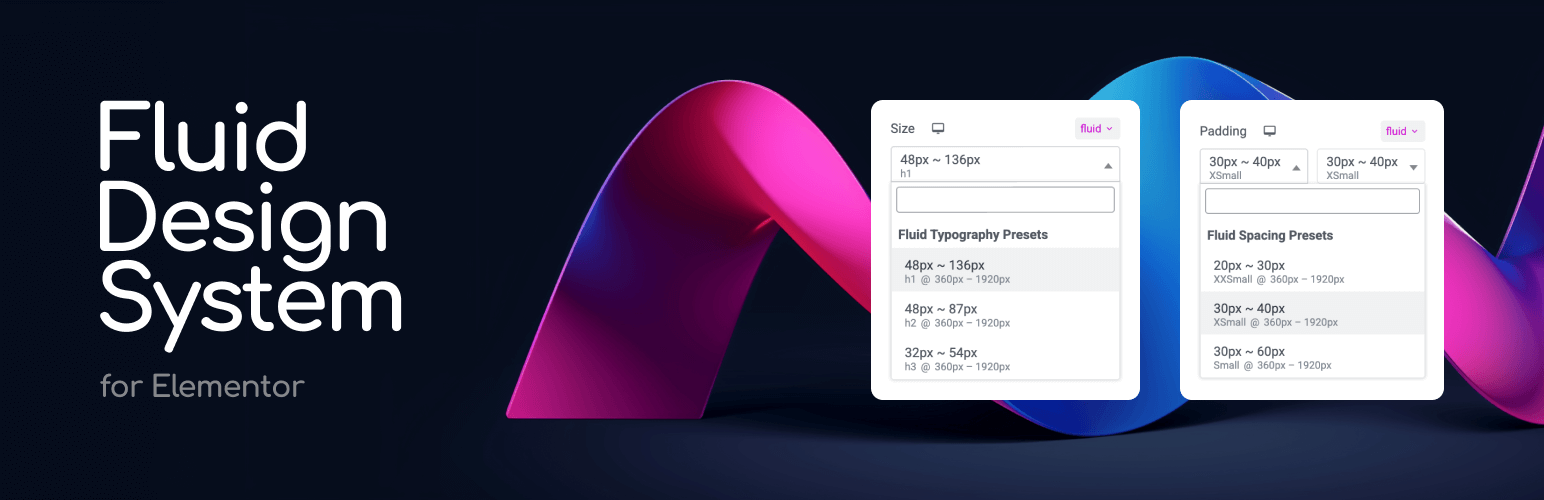 Fluid
Design
System
for Elementor
Size
fluid
48px ~ 136px
h1
Fluid Typography Presets
48px ~ 136px
h1 @ 360px – 1920px
48px ~ 87px
h2 @ 360px – 1920px
32px ~ 54px
h3 @ 360px – 1920px
Padding
fluid
30px ~ 40px
XSmall
30px ~ 40px
XSmall
Fluid Spacing Presets
20px ~ 30px
XXSmall @ 360px – 1920px
30px ~ 40px
XSmall @ 360px – 1920px
30px ~ 60px
Small @ 360px – 1920px